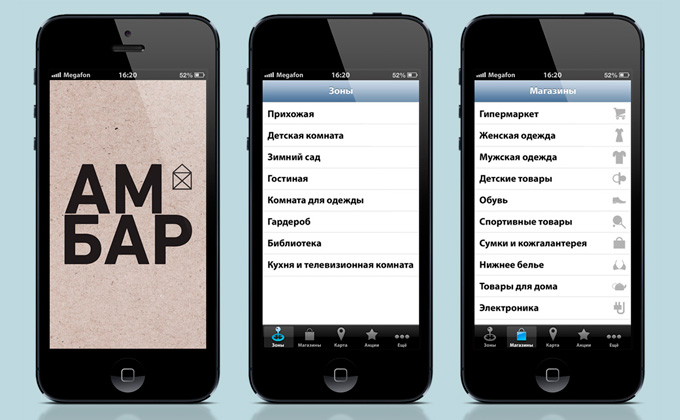 Megafon 16:20 52%
АМ
БАР
Megafon 16:20 52%
Зоны
Прихожая
Детская комната
Зимний сад
Гостиная
Комната для одежды
Гардероб
Библиотека
Кухня и телевизионная комната
Зоны Магазины Карта Акции Ещё
Megafon 16:20 52%
Магазины
Гипермаркет
Женская одежда
Мужская одежда
Детские товары
Обувь
Спортивные товары
Сумки и кожгалантерея
Нижнее белье
Товары для дома
Электроника
Зоны Магазины Карта Акции Ещё